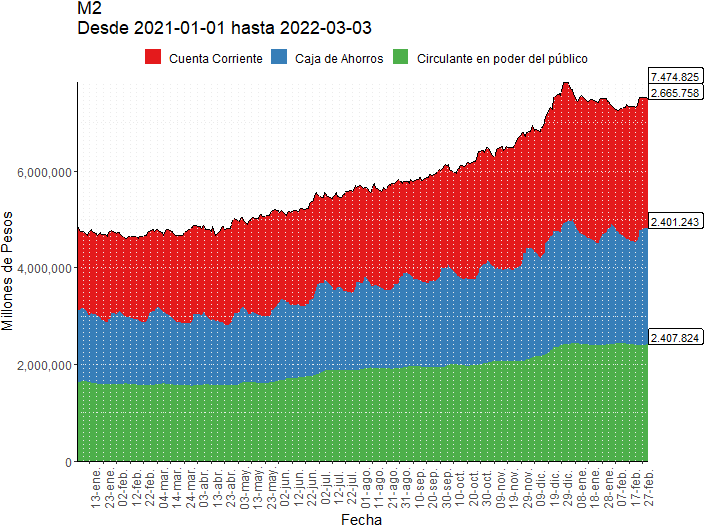 M2
Desde 2021-01-01 hasta 2022-03-03
Cuenta Corriente Caja de Ahorros Circulante en poder del público
7.474.825
2.665.758
6,000,000
2.401.243
4,000,000
2.407.824
2,000,000
0
Millones de Pesos
13-ene.
23-ene.
02-feb.
12-feb.
22-feb.
04-mar.
14-mar.
24-mar.
03-abr.
13-abr.
23-abr.
03-may.
13-may.
23-may.
02-jun.
12-jun.
22-jun.
02-jul.
12-jul.
22-jul.
01-ago.
11-ago.
21-ago.
31-ago.
10-sep.
20-sep.
30-sep.
10-oct.
20-oct.
30-oct.
09-nov.
19-nov.
29-nov.
09-dic.
19-dic.
29-dic.
08-ene.
18-ene.
28-ene.
07-feb.
17-feb.
27-feb.
Fecha